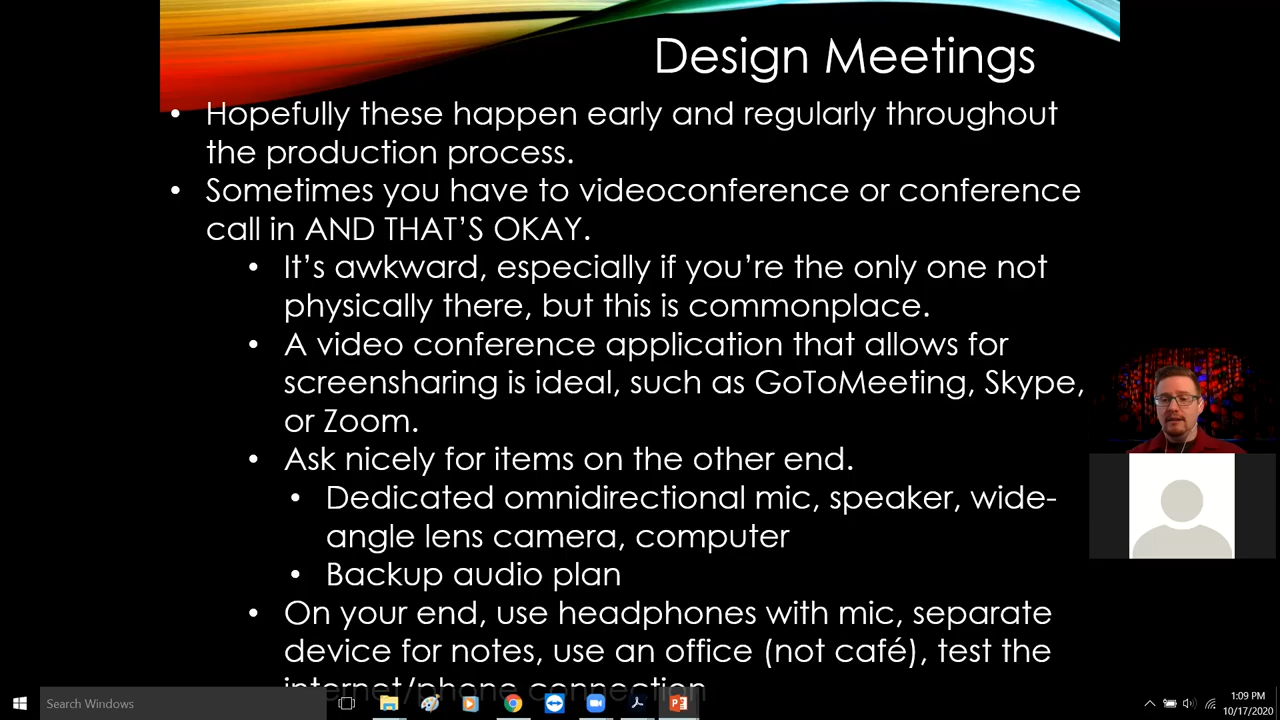 Design Meetings
• Hopefully these happen early and regularly throughout
the production process.
• Sometimes you have to videoconference or conference
call in AND THAT’S OKAY.
• It’s awkward, especially if you’re the only one not
physically there, but this is commonplace.
• A video conference application that allows for
screensharing is ideal, such as GoToMeeting, Skype,
or Zoom.
• Ask nicely for items on the other end.
• Dedicated omnidirectional mic, speaker, wide-
angle lens camera, computer
• Backup audio plan
• On your end, use headphones with mic, separate
device for notes, use an office (not café), test the
internet/phone connection
Search Windows
1:09 PM
10/17/2020